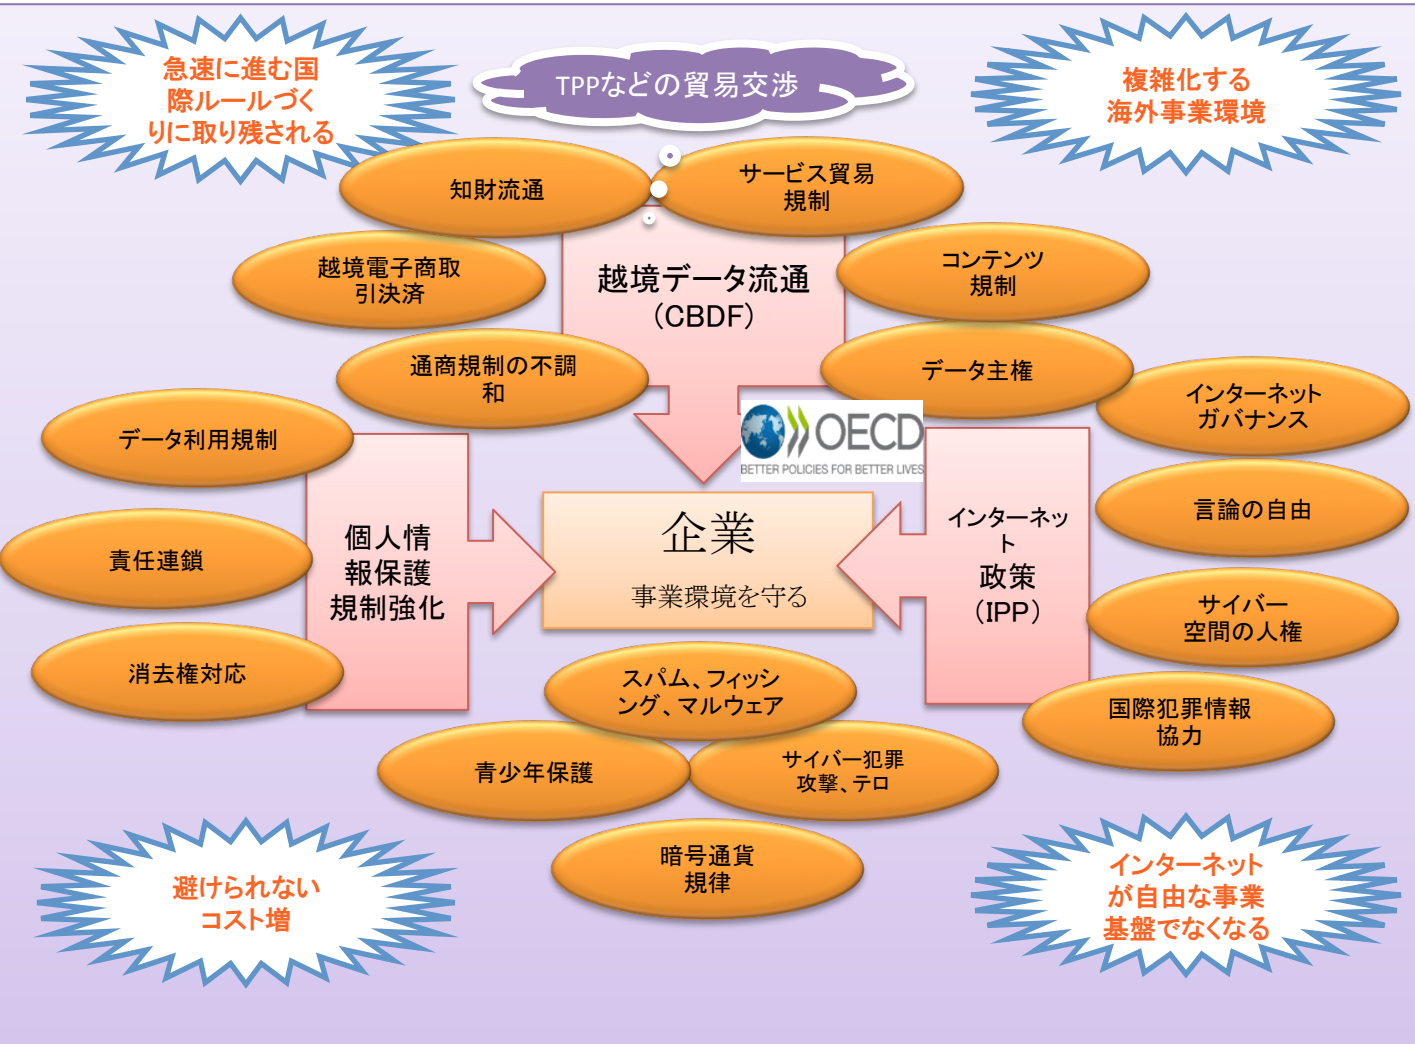 急速に進む国
際ルールづく
りに取り残される
TPPなどの貿易交渉
複雑化する
海外事業環境
知財流通
サービス貿易
規制
越境電子商取
引決済
越境データ流通
(CBDF)
コンテンツ
規制
通商規制の不調
和
データ主権
インターネット
ガバナンス
データ利用規制
OECD
BETTER POLICIES FOR BETTER LIVES
言論の自由
責任連鎖
個人情
報保護
規制強化
企業
事業環境を守る
インターネッ
ト
政策
(IPP)
サイバー
空間の人権
消去権対応
スパム、フィッシ
ング、マルウェア
国際犯罪情報
協力
青少年保護
サイバー犯罪
攻撃、テロ
暗号通貨
規律
避けられない
コスト増
インターネット
が自由な事業
基盤でなくなる